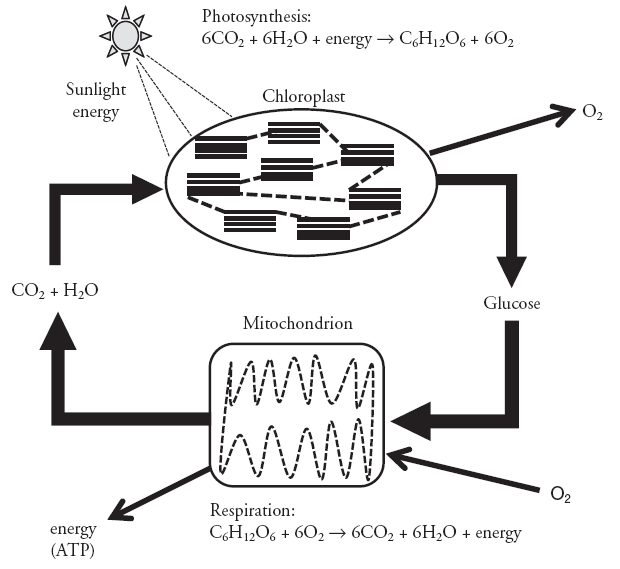 Photosynthesis:
6CO₂ + 6H₂O + energy → C₆H₁₂O₆ + 6O₂
Sunlight
energy
Chloroplast
O₂
CO₂ + H₂O
Glucose
Mitochondrion
O₂
Respiration:
C₆H₁₂O₆ + 6O₂ → 6CO₂ + 6H₂O + energy
energy
(ATP)